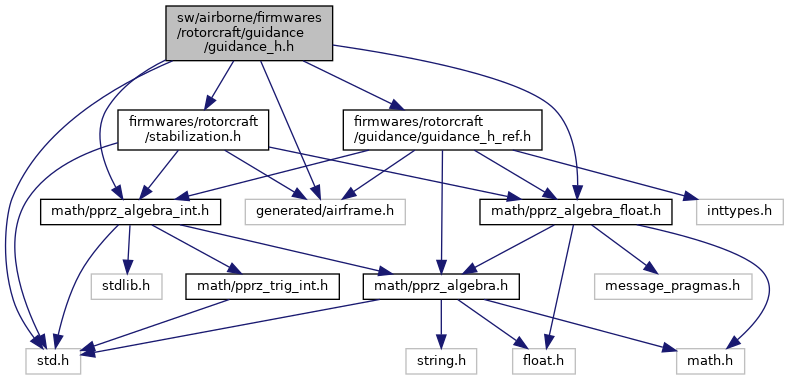 sw/airborne/firmwares
/rotorcraft/guidance
/guidance_h.h
firmwares/rotorcraft
/stabilization.h
firmwares/rotorcraft
/guidance/guidance_h_ref.h
math/pprz_algebra_int.h
generated/airframe.h
math/pprz_algebra_float.h
inttypes.h
stdlib.h
math/pprz_trig_int.h
math/pprz_algebra.h
message_pragmas.h
std.h
string.h
float.h
math.h